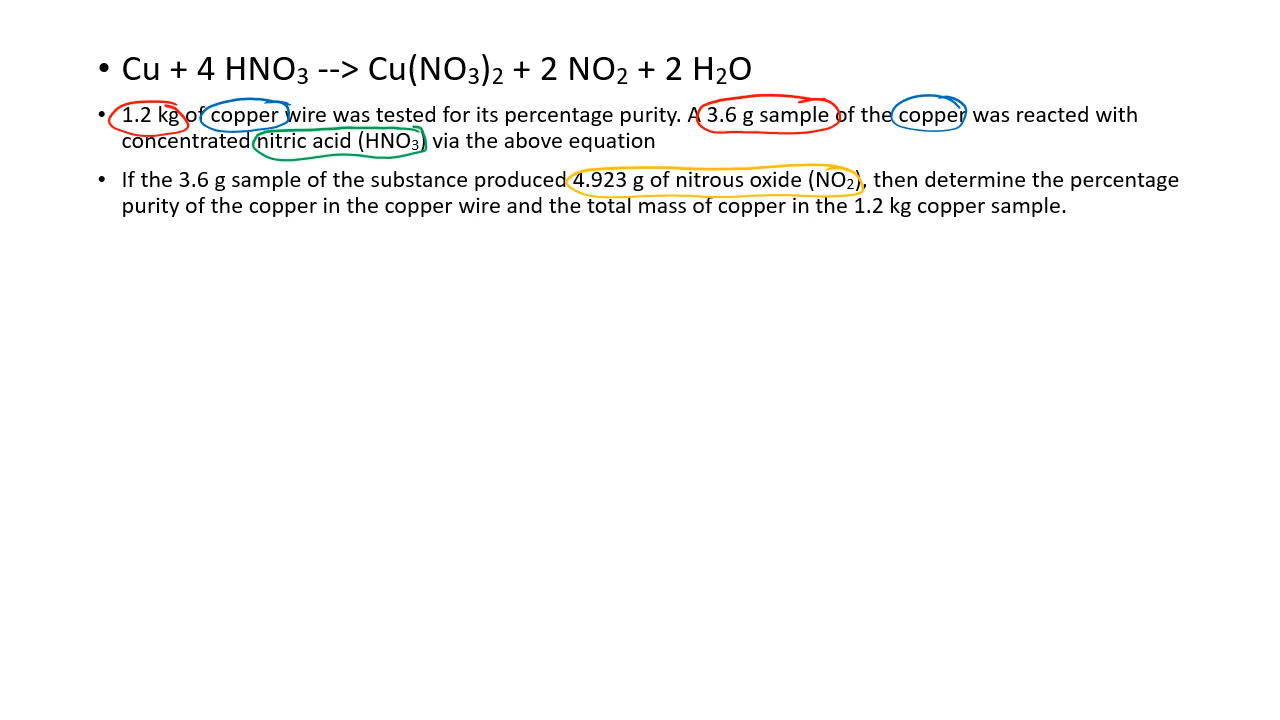 • Cu + 4 HNO₃ --> Cu(NO₃)₂ + 2 NO₂ + 2 H₂O
• 1.2 kg of copper wire was tested for its percentage purity. A 3.6 g sample of the copper was reacted with
concentrated nitric acid (HNO₃) via the above equation
• If the 3.6 g sample of the substance produced 4.923 g of nitrous oxide (NO₂), then determine the percentage
purity of the copper in the copper wire and the total mass of copper in the 1.2 kg copper sample.